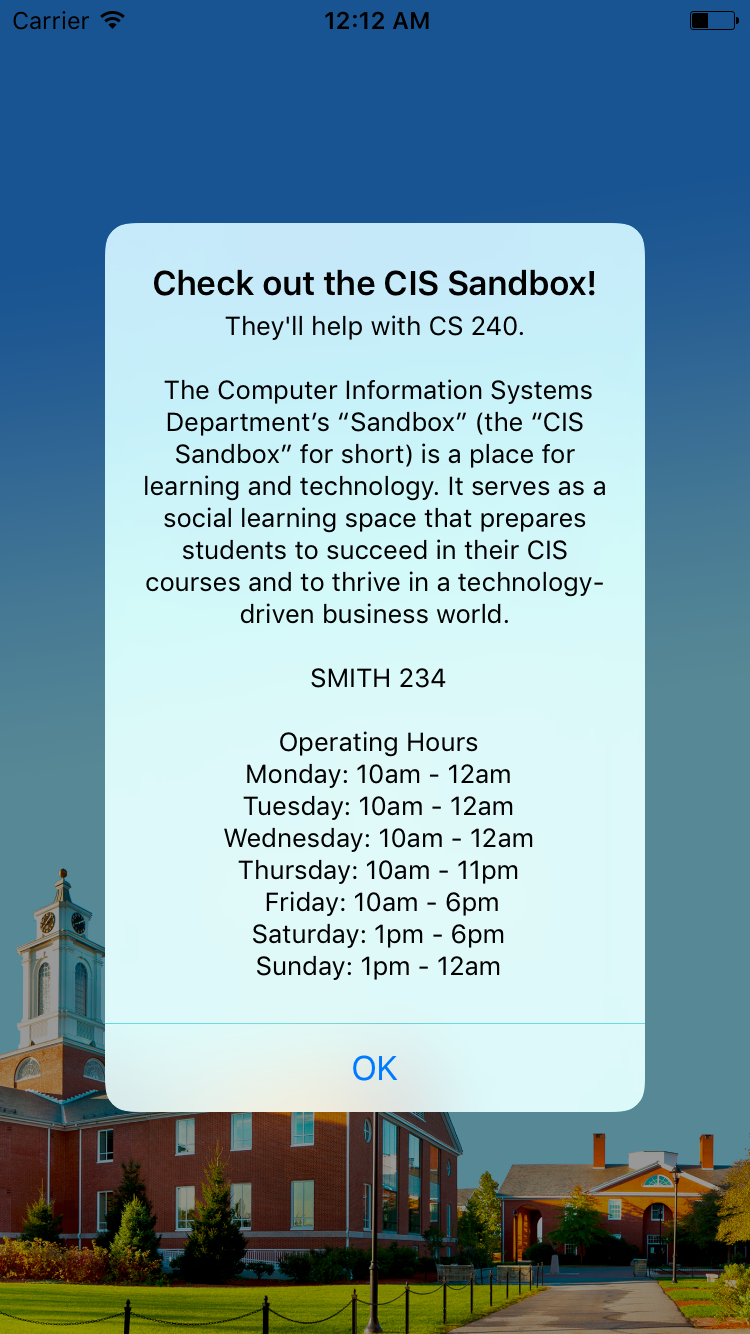 Carrier
12:12 AM
Check out the CIS Sandbox!
They'll help with CS 240.
The Computer Information Systems
Department’s “Sandbox” (the “CIS
Sandbox” for short) is a place for
learning and technology. It serves as a
social learning space that prepares
students to succeed in their CIS
courses and to thrive in a technology-
driven business world.
SMITH 234
Operating Hours
Monday: 10am - 12am
Tuesday: 10am - 12am
Wednesday: 10am - 12am
Thursday: 10am - 11pm
Friday: 10am - 6pm
Saturday: 1pm - 6pm
Sunday: 1pm - 12am
OK